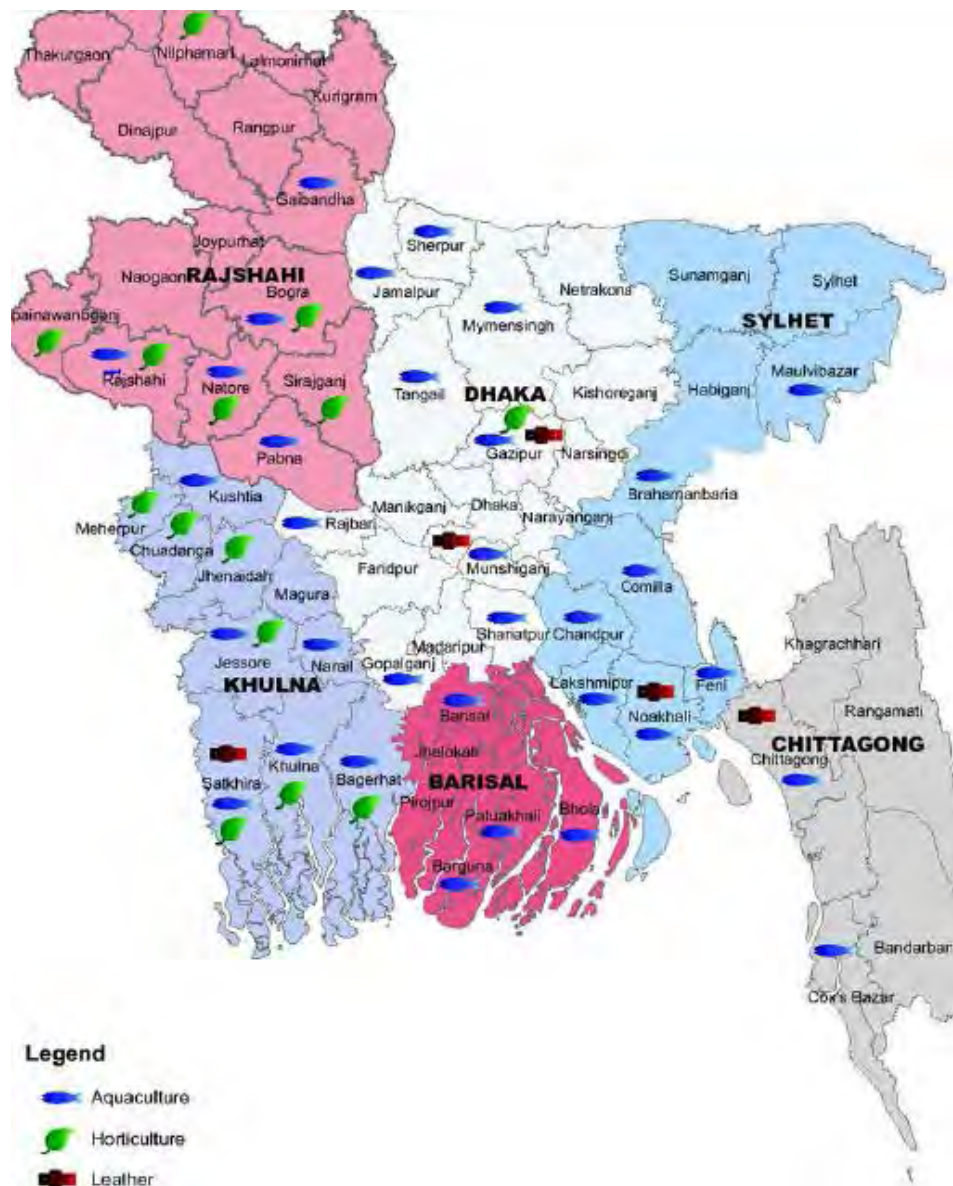 Thakurgaon
Nilphamari
Lalmonirhat
Kurigram
Dinajpur
Rangpur
Gaibandha
Joypurhat
Sherpur
Naogaon
RAJSHAHI
Bogra
Jamalpur
Netrakona
Sunamganj
Sylhet
painawabganj
Mymensingh
SYLHET
Rajshahi
Natore
Sirajganj
Tangail
DHAKA
Kishoreganj
Habiganj
Maulvibazar
Pabna
Gazipur
Narsingdi
Kushtia
Brahamanbaria
Meherpur
Manikganj
Dhaka
Chuadanga
Rajbari
Narayanganj
Jhenaidah
Faridpur
Munshiganj
Comilla
Magura
Shariatpur
Chandpur
Khagrachhari
Jessore
Narail
Gopalganj
Madaripur
KHULNA
Lakshmipur
Feni
Barisal
Noakhali
Rangamati
Jhalokati
CHITTAGONG
Satkhira
Khulna
Bagerhat
BARISAL
Chittagong
Pirojpur
Patuakhali
Bhola
Barguna
Bandarban
Cox's Bazar
Legend
Aquaculture
Horticulture
Leather